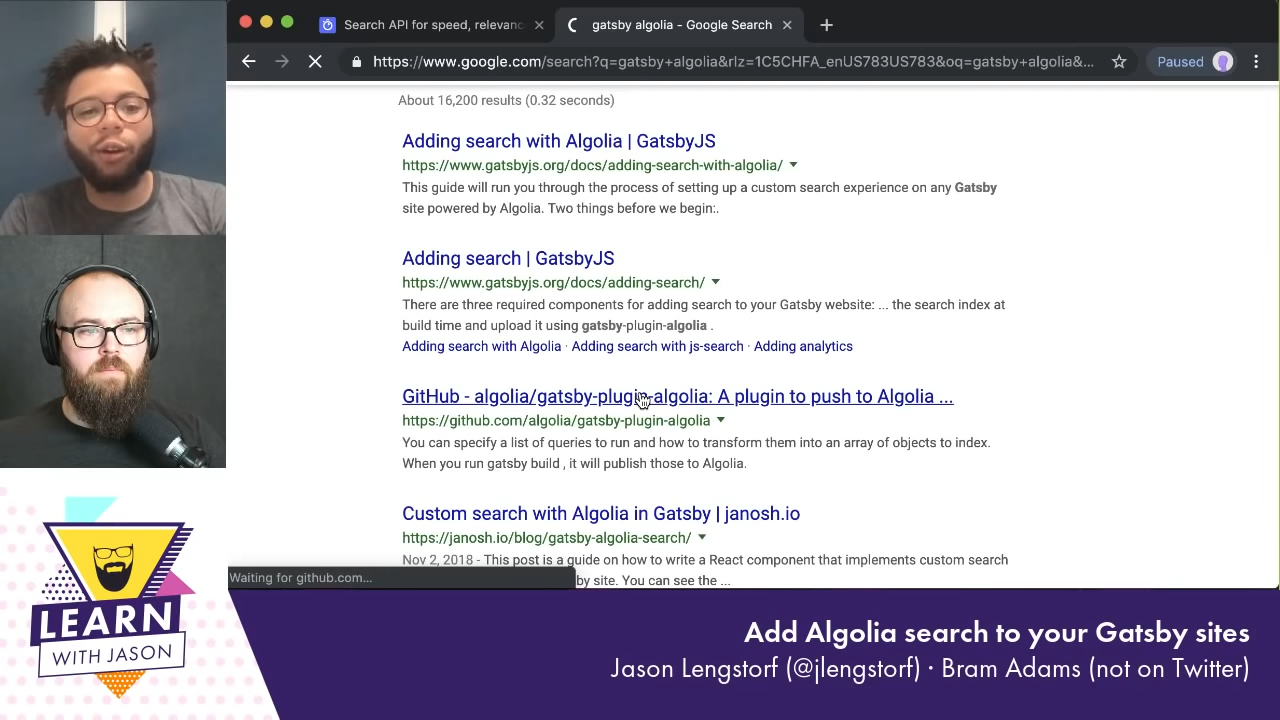 Search API for speed, relevanc
gatsby algolia - Google Search
https://www.google.com/search?q=gatsby+algolia&rlz=1C5CHFA_enUS783US783&oq=gatsby+algolia&...
Paused
About 16,200 results (0.32 seconds)
Adding search with Algolia | GatsbyJS
https://www.gatsbyjs.org/docs/adding-search-with-algolia/
This guide will run you through the process of setting up a custom search experience on any Gatsby
site powered by Algolia. Two things before we begin:.
Adding search | GatsbyJS
https://www.gatsbyjs.org/docs/adding-search/
There are three required components for adding search to your Gatsby website: ... the search index at
build time and upload it using gatsby-plugin-algolia .
Adding search with Algolia · Adding search with js-search · Adding analytics
GitHub - algolia/gatsby-plugin-algolia: A plugin to push to Algolia ...
https://github.com/algolia/gatsby-plugin-algolia
You can specify a list of queries to run and how to transform them into an array of objects to index.
When you run gatsby build , it will publish those to Algolia.
Custom search with Algolia in Gatsby | janosh.io
https://janosh.io/blog/gatsby-algolia-search/
Nov 2, 2018 - This post is a guide on how to write a React component that implements custom search
by site. You can see the ...
Waiting for github.com...
LEARN
WITH JASON
Add Algolia search to your Gatsby sites
Jason Lengstorf (@jlengstorf) · Bram Adams (not on Twitter)